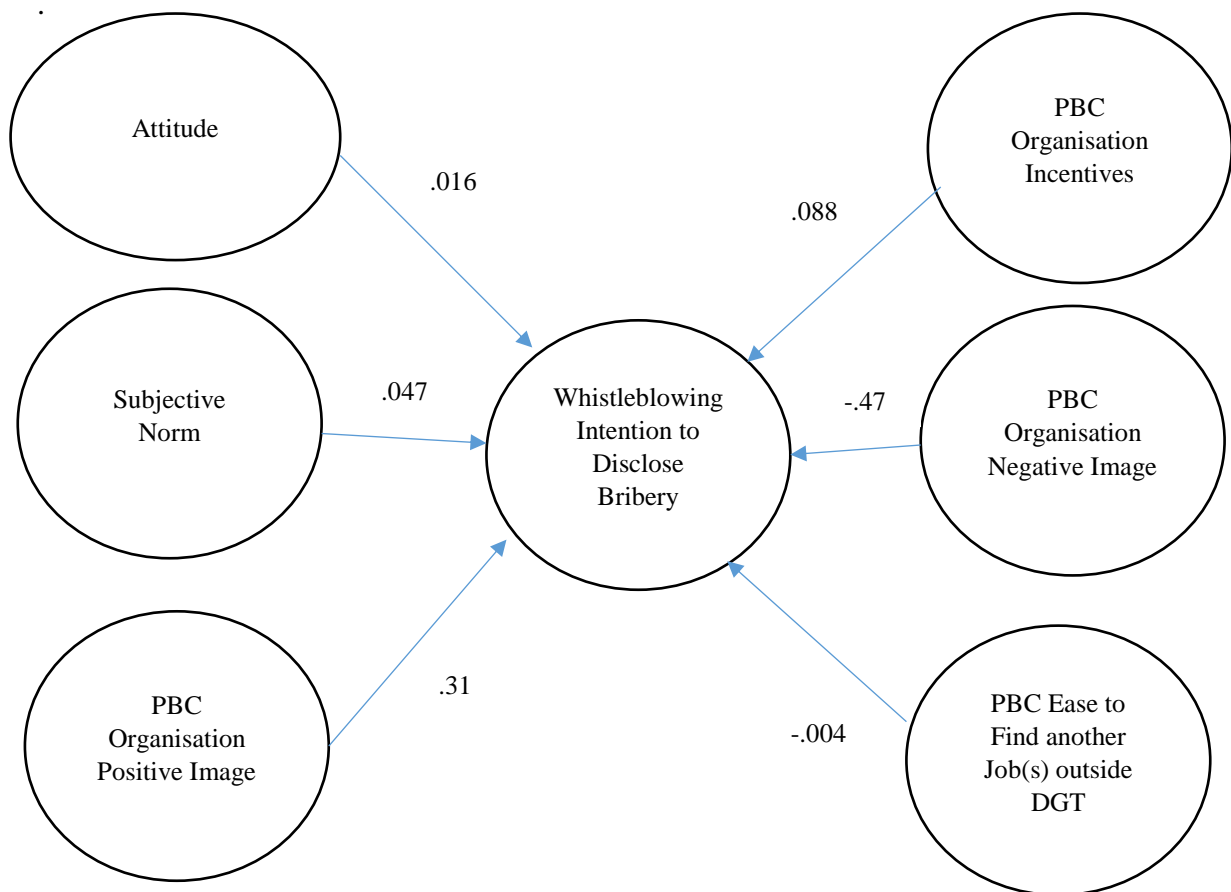 .
Attitude
.016
PBC
Organisation
Incentives
.088
Subjective
Norm
.047
Whistleblowing
Intention to
Disclose
Bribery
-.47
PBC
Organisation
Negative Image
PBC
Organisation
Positive Image
.31
-.004
PBC Ease to
Find another
Job(s) outside
DGT